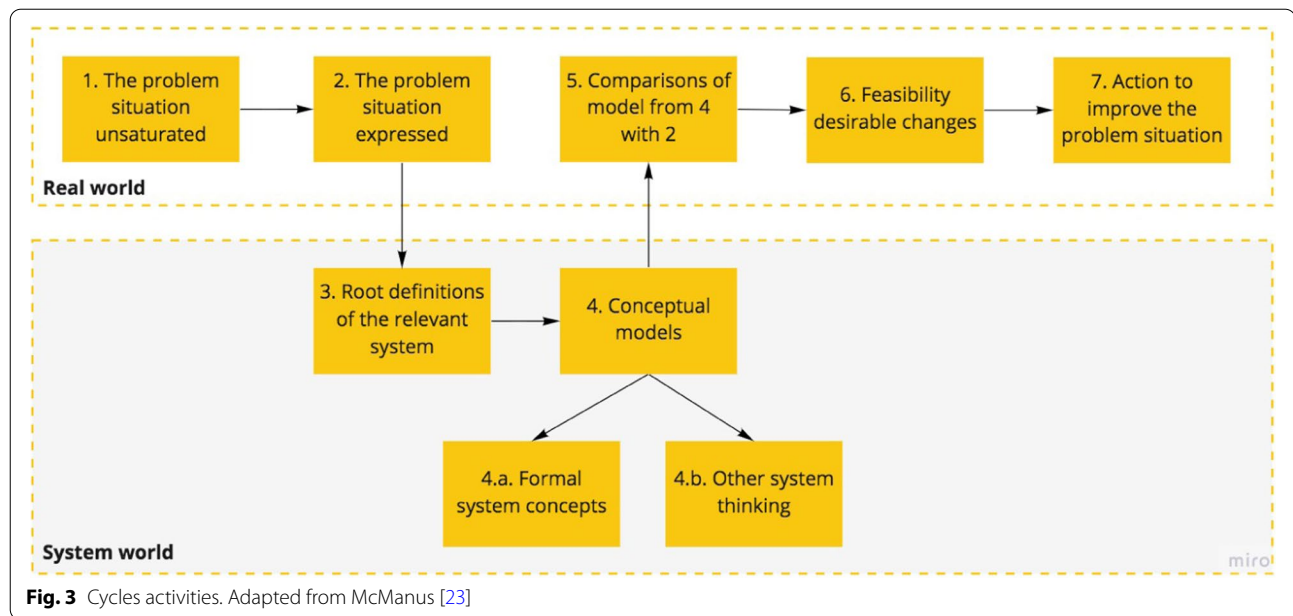 1. The problem
situation
unsaturated
2. The problem
situation
expressed
5. Comparisons of
model from 4
with 2
6. Feasibility
desirable changes
7. Action to
improve the
problem situation
Real world
3. Root definitions
of the relevant
system
4. Conceptual
models
4.a. Formal
system concepts
4.b. Other system
thinking
System world
miro
Fig. 3 Cycles activities. Adapted from McManus [23]